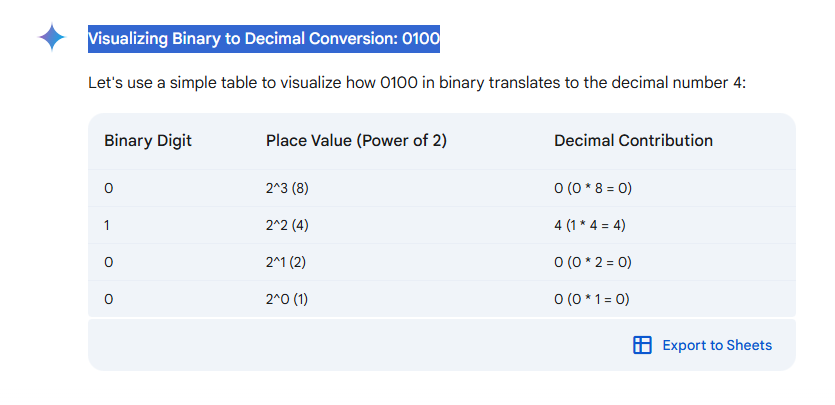 Visualizing Binary to Decimal Conversion: 0100
Let's use a simple table to visualize how 0100 in binary translates to the decimal number 4:
Binary Digit Place Value (Power of 2) Decimal Contribution
0 2^3 (8) 0 (0 * 8 = 0)
1 2^2 (4) 4 (1 * 4 = 4)
0 2^1 (2) 0 (0 * 2 = 0)
0 2^0 (1) 0 (0 * 1 = 0)
Export to Sheets